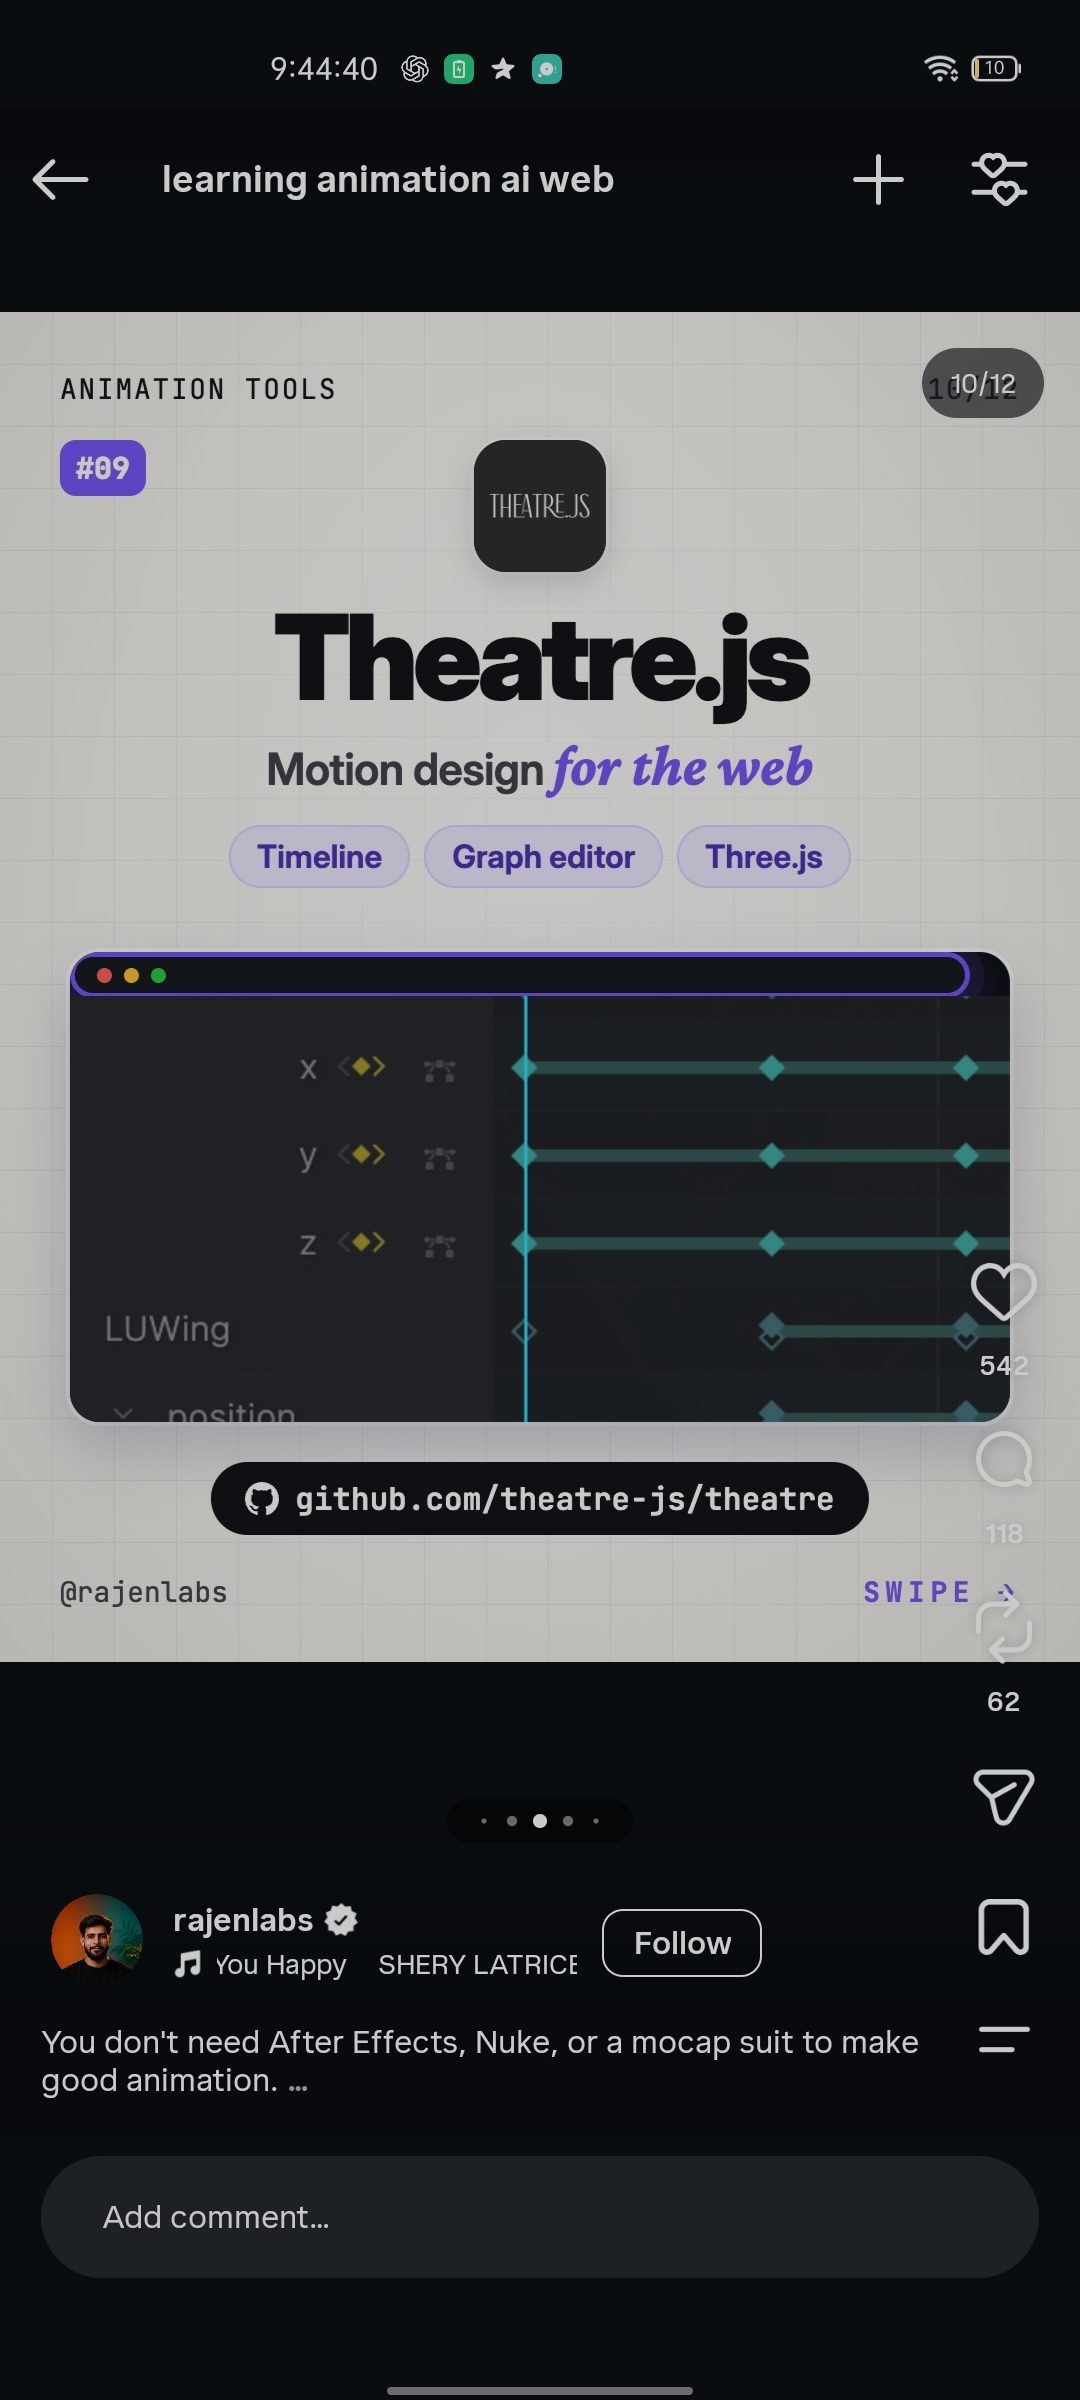 9:44:40
10
learning animation ai web
ANIMATION TOOLS
10/12
#09
THEATRE.JS
Theatre.js
Motion design for the web
Timeline
Graph editor
Three.js
x
y
z
LUWing
position
542
github.com/theatre-js/theatre
118
@rajenlabs
SWIPE →
62
rajenlabs
You Happy SHERY LATRICE
Follow
You don't need After Effects, Nuke, or a mocap suit to make
good animation. ...
Add comment...